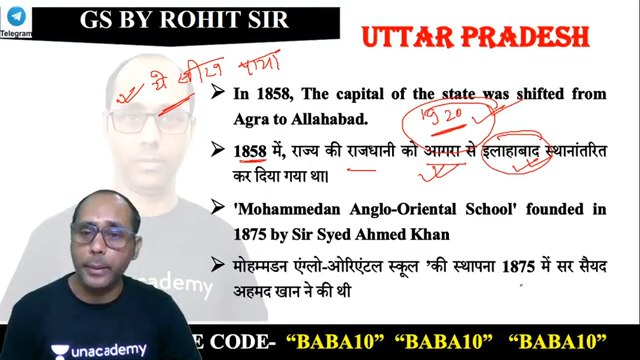 Telegram
GS BY ROHIT SIR
UTTAR PRADESH
ये सीख पाया
➢ In 1858, The capital of the state was shifted from
Agra to Allahabad.
1920
➢ 1858 में, राज्य की राजधानी को आगरा से इलाहाबाद स्थानांतरित
कर दिया गया था।
➢ 'Mohammedan Anglo-Oriental School' founded in
1875 by Sir Syed Ahmed Khan
➢ मोहम्मडन एंग्लो-ओरिएंटल स्कूल 'की स्थापना 1875 में सर सैयद
अहमद खान ने की थी
unacademy
CODE- “BABA10” “BABA10” “BABA10”
unacademy